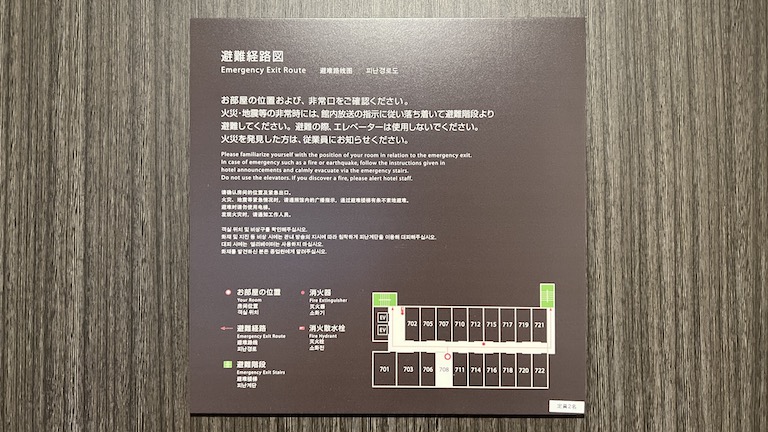 避難経路図
Emergency Exit Route 避难路线图 피난경로도
お部屋の位置および、非常口をご確認ください。
火災・地震等の非常時には、館内放送の指示に従い落ち着いて避難階段より
避難してください。避難の際、エレベーターは使用しないでください。
火災を発見した方は、従業員にお知らせください。
Please familiarize yourself with the position of your room in relation to the emergency exit.
In case of emergency such as a fire or earthquake, follow the instructions given in
hotel announcements and calmly evacuate via the emergency stairs.
Do not use the elevators. If you discover a fire, please alert hotel staff.
请确认房间的位置及紧急出口。
火灾、地震等紧急情况时，请遵照馆内的广播指示，通过避难楼梯有条不紊地避难。
避难时请勿使用电梯。
发现火灾时，请通知工作人员。
객실 위치 및 비상구를 확인해주십시오.
화재 및 지진 등 비상 시에는 관내 방송의 지시에 따라 침착하게 피난계단을 이용해 대피해주십시오.
대피 시에는 엘리베이터는 사용하지 마십시오.
화재를 발견하신 분은 종업원에게 알려주십시오.
お部屋の位置
Your Room
房间位置
객실 위치
避難経路
Emergency Exit Route
避难路线
피난경로
避難階段
Emergency Exit Stairs
避难楼梯
피난계단
消火器
Fire Extinguisher
灭火器
소화기
消火散水栓
Fire Hydrant
灭火栓
소화전
EV
EV
702 705 707 710 712 715 717 719 721
701 703 706 708 711 714 716 718 720 722
定員2名